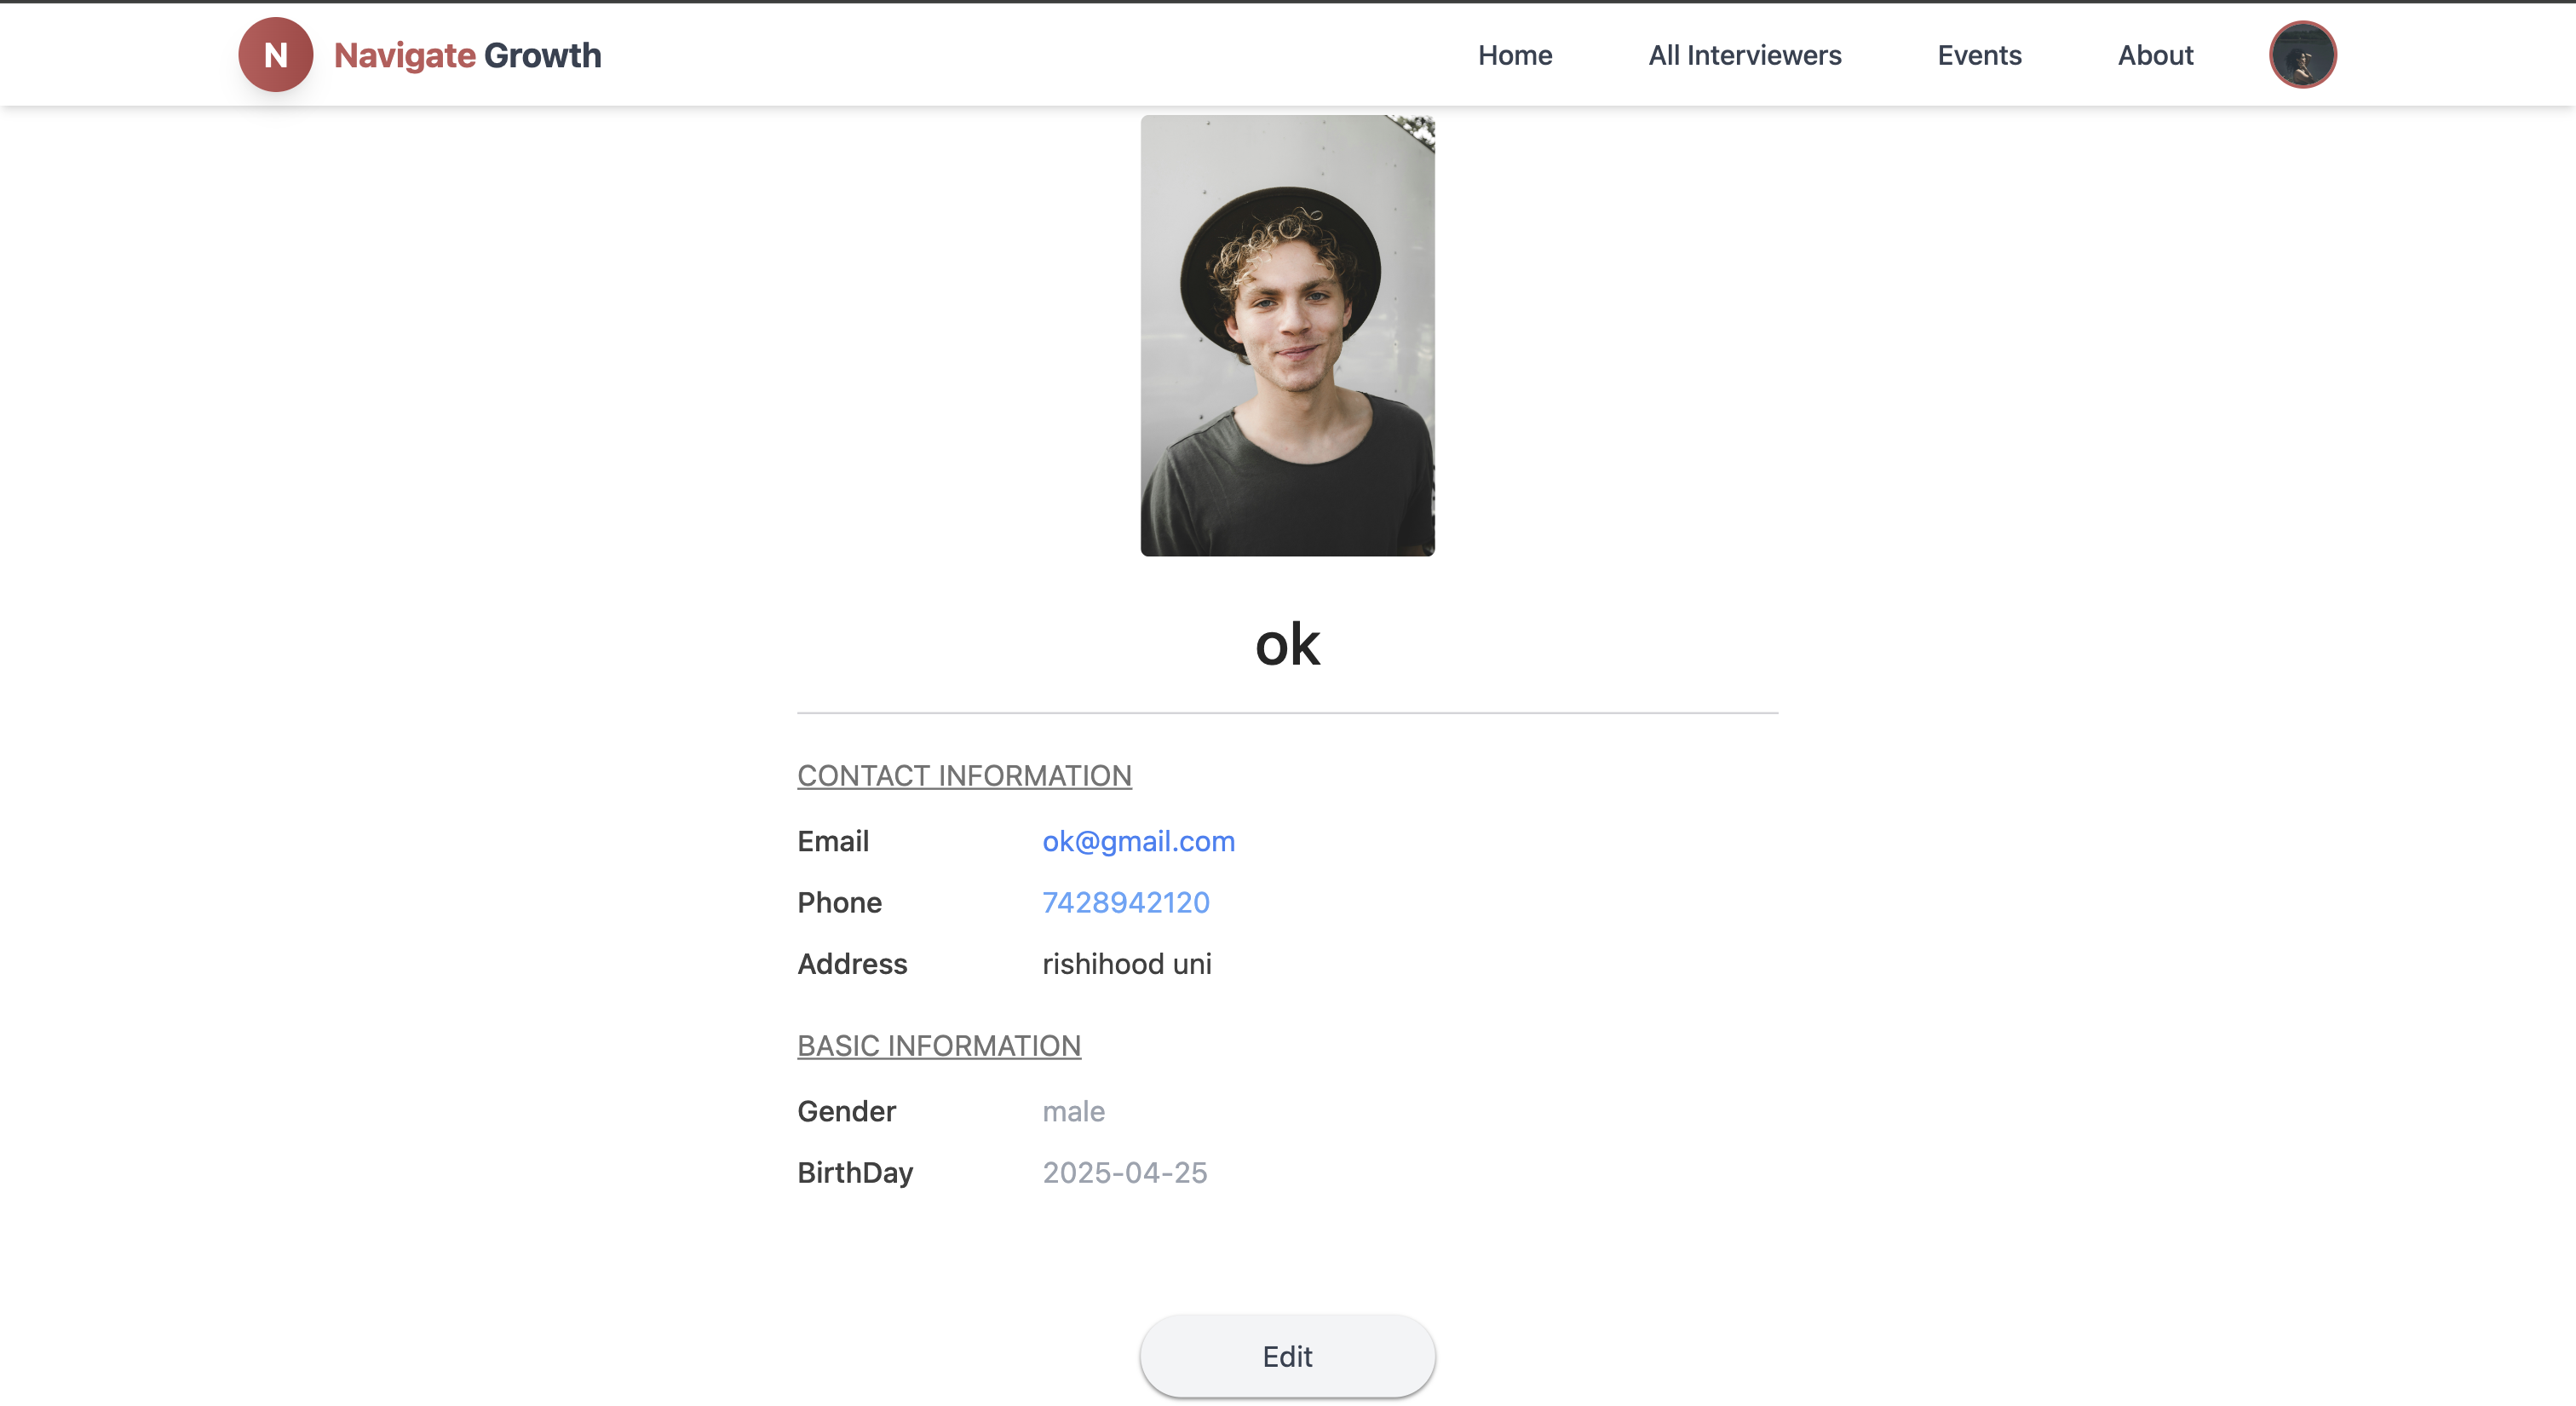 N Navigate Growth Home All Interviewers Events About
ok
CONTACT INFORMATION
Email ok@gmail.com
Phone 7428942120
Address rishihood uni
BASIC INFORMATION
Gender male
BirthDay 2025-04-25
Edit